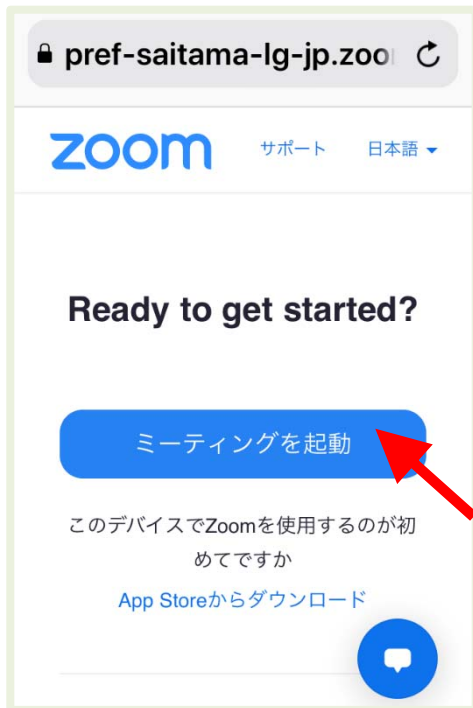 pref-saitama-lg-jp.zoo
zoom サポート 日本語
Ready to get started?
ミーティングを起動
このデバイスでZoomを使用するのが初
めてですか
App Storeからダウンロード